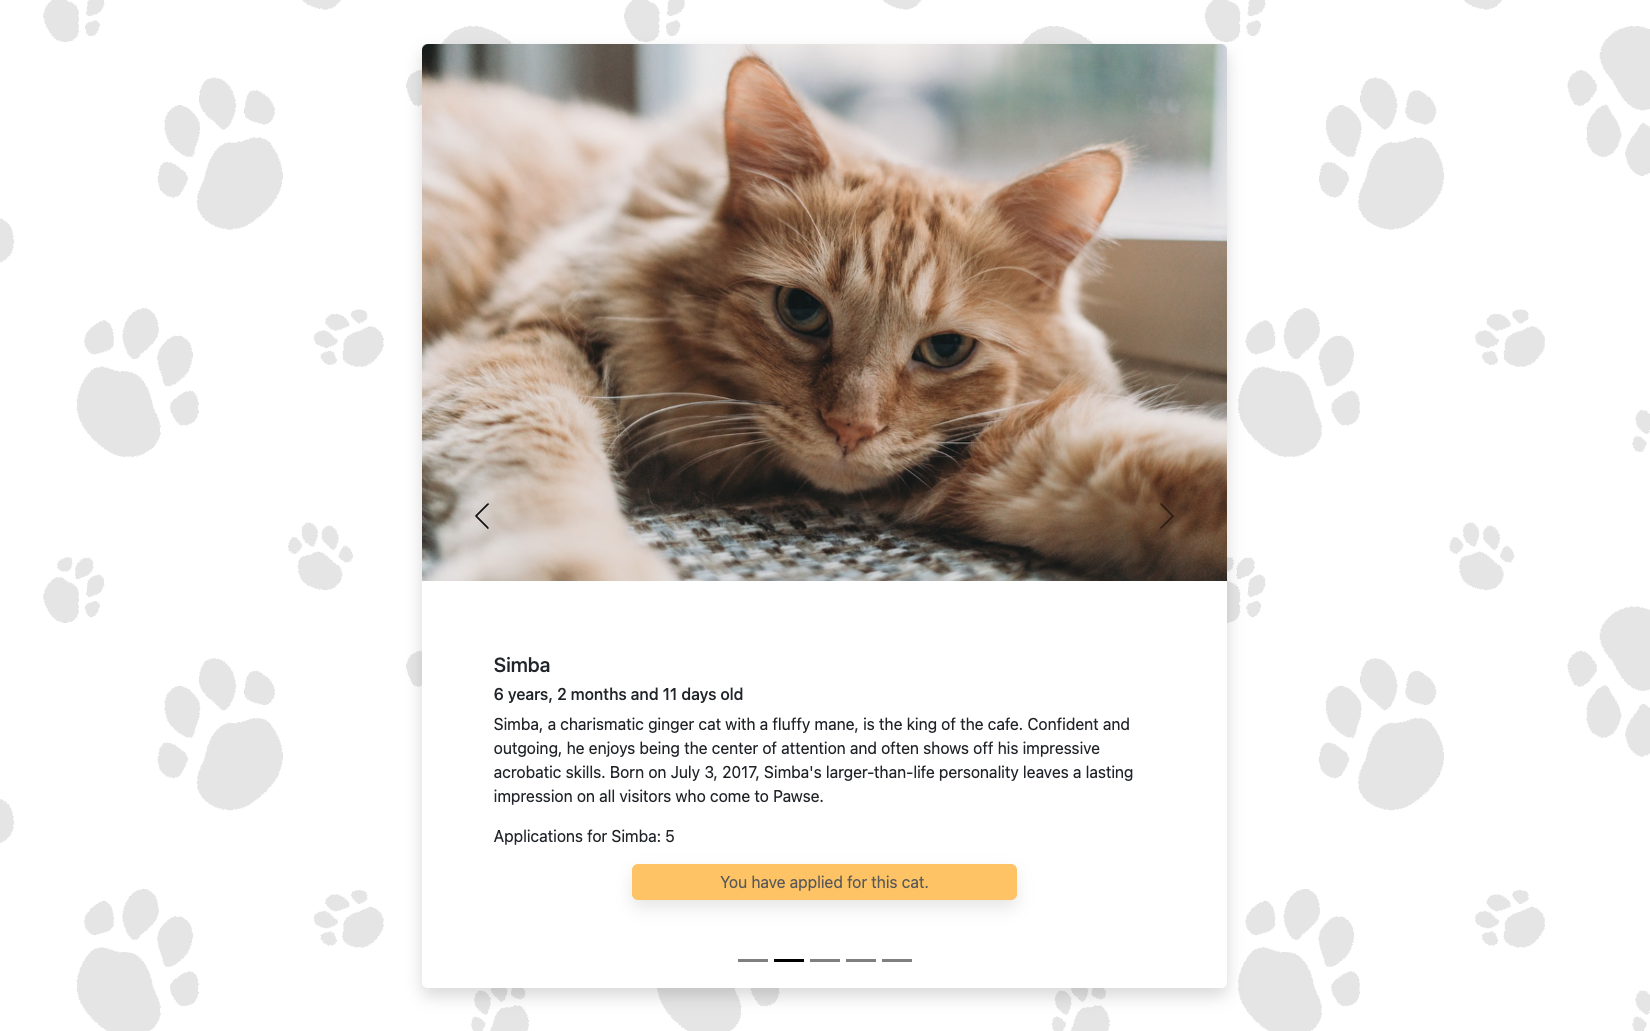 Simba
6 years, 2 months and 11 days old
Simba, a charismatic ginger cat with a fluffy mane, is the king of the cafe. Confident and
outgoing, he enjoys being the center of attention and often shows off his impressive
acrobatic skills. Born on July 3, 2017, Simba's larger-than-life personality leaves a lasting
impression on all visitors who come to Pawse.
Applications for Simba: 5
You have applied for this cat.